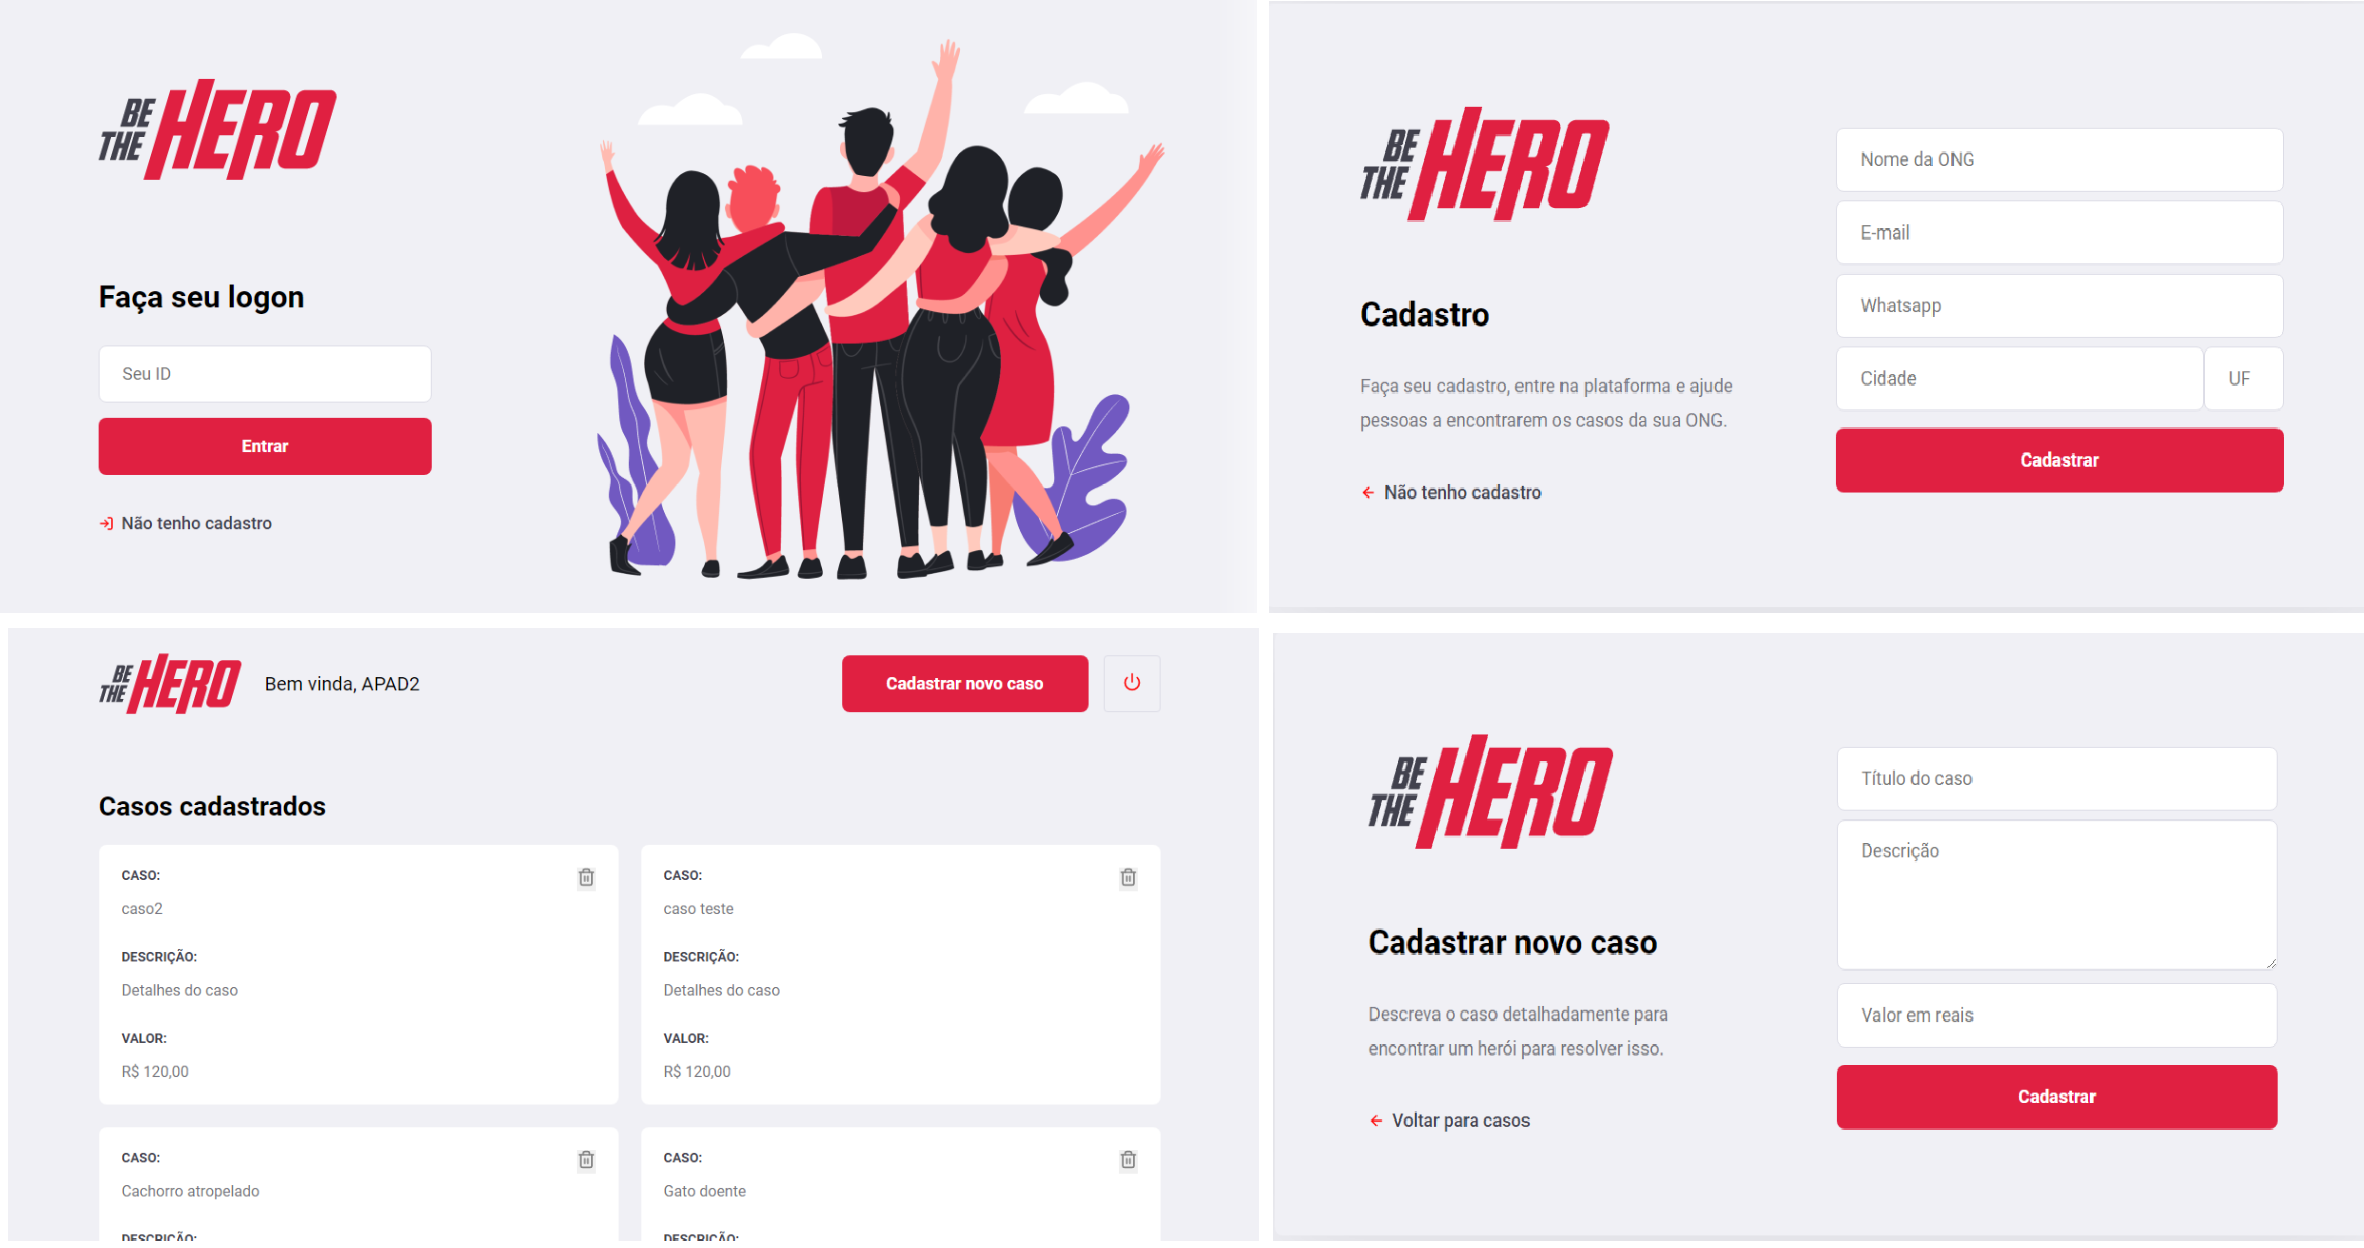 BE
THE HERO
Faça seu logon
Seu ID
Entrar
Não tenho cadastro
BE
THE HERO
Cadastro
Faça seu cadastro, entre na plataforma e ajude
pessoas a encontrarem os casos da sua ONG.
Não tenho cadastro
Nome da ONG
E-mail
Whatsapp
Cidade
UF
Cadastrar
BE
THE HERO
Bem vinda, APAD2
Cadastrar novo caso
Casos cadastrados
CASO:
caso2
DESCRIÇÃO:
Detalhes do caso
VALOR:
R$ 120,00
CASO:
caso teste
DESCRIÇÃO:
Detalhes do caso
VALOR:
R$ 120,00
CASO:
Cachorro atropelado
DESCRIÇÃO:
CASO:
Gato doente
DESCRIÇÃO:
BE
THE HERO
Cadastrar novo caso
Descreva o caso detalhadamente para
encontrar um herói para resolver isso.
Voltar para casos
Título do caso
Descrição
Valor em reais
Cadastrar